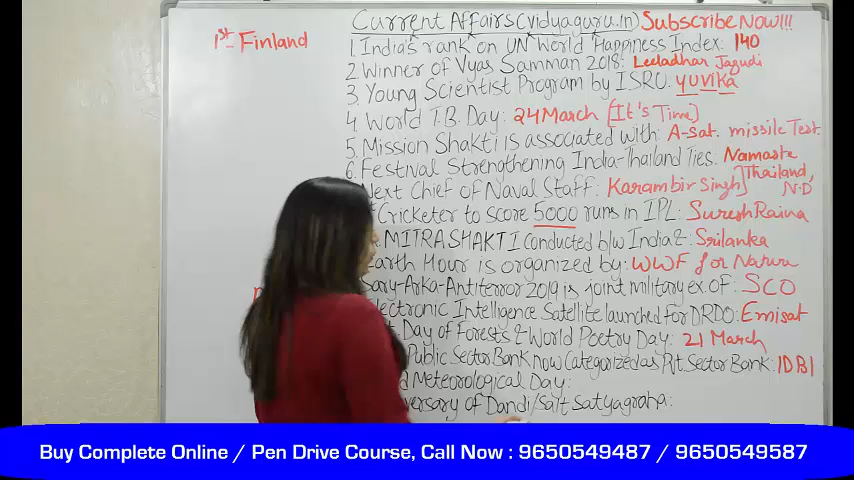 Current Affairs (vidyaguru.in) Subscribe Now!!!
1st Finland
1. India's rank on UN World Happiness Index: 140
2. Winner of Vyas Samman 2018: Leeladhar Jagudi
3. Young Scientist Program by ISRO. YUVIKA
4. World T.B. Day: 24 March [It's Time]
5. Mission Shakti is associated with: A-Sat. missile Test.
6. Festival Strengthening India-Thailand Ties. Namaste Thailand, N.D
Next Chief of Naval Staff: Karambir Singh
Cricketer to score 5000 runs in IPL: Suresh Raina
MITRA SHAKTI conducted b/w India & Srilanka
Earth Hour is organized by: WWF for Nature
Sary-Arka-Antiterror 2019 is joint military ex. of: SCO
lectronic Intelligence Satellite launched for DRDO: Emisat
Day of Forests & World Poetry Day: 21 March
Public Sector Bank now Categorized as Pvt. Sector Bank: IDBI
d Meteorological Day:
versary of Dandi/Salt Satyagraha:
Buy Complete Online / Pen Drive Course, Call Now : 9650549487 / 9650549587